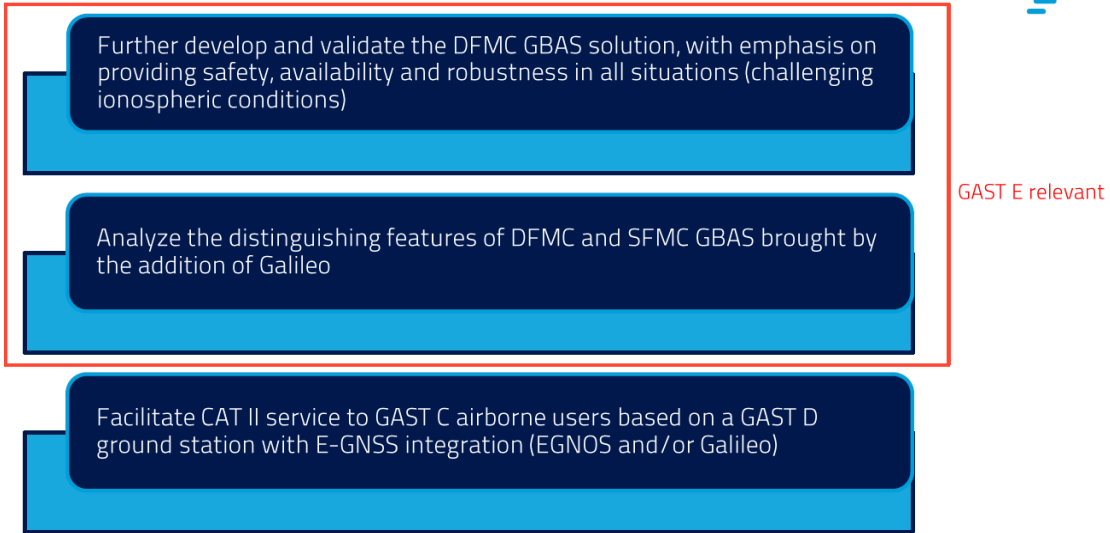 Further develop and validate the DFMC GBAS solution, with emphasis on
providing safety, availability and robustness in all situations (challenging
ionospheric conditions)
GAST E relevant
Analyze the distinguishing features of DFMC and SFMC GBAS brought by
the addition of Galileo
Facilitate CAT II service to GAST C airborne users based on a GAST D
ground station with E-GNSS integration (EGNOS and/or Galileo)